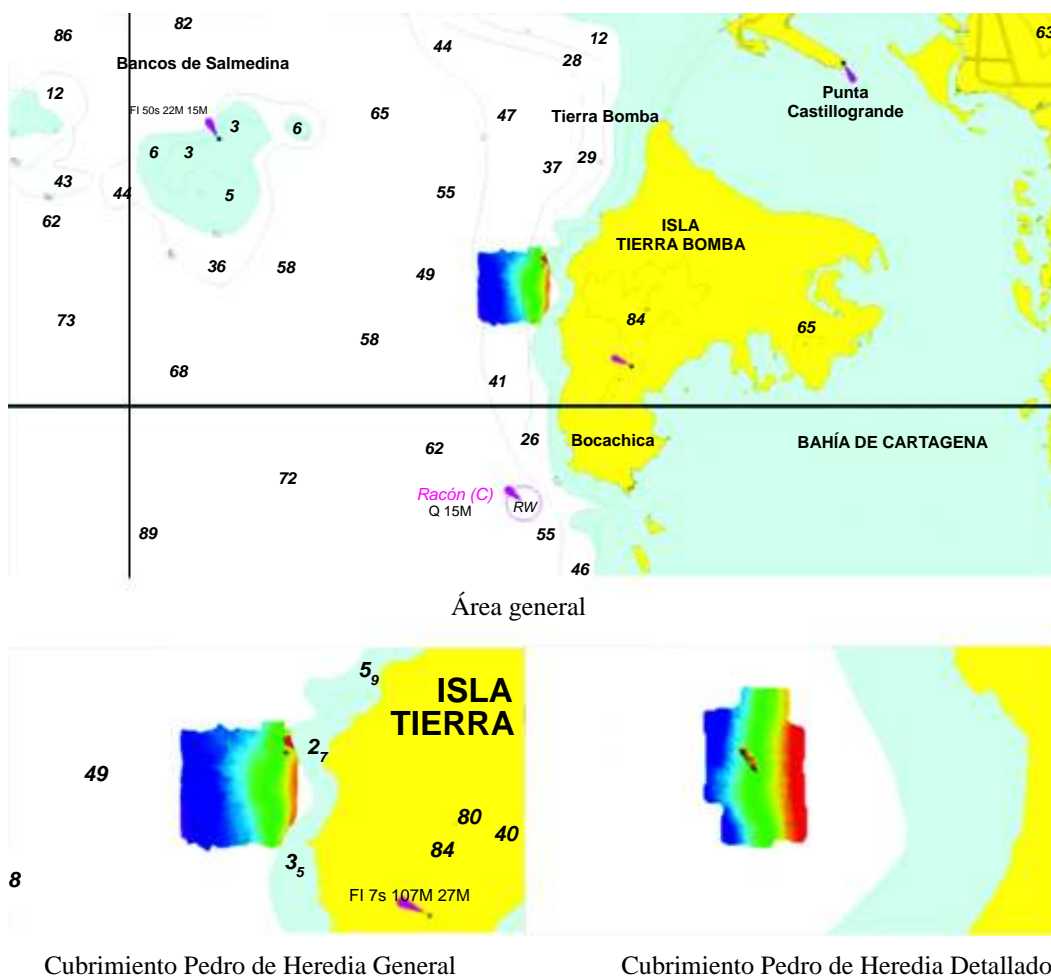 82
86
44
12
63
Bancos de Salmedina
28
12
Fl 50s 22M 15M
65
47
Tierra Bomba
Punta
Castillogrande
3
6
6
3
37
29
43
44
5
55
62
ISLA
TIERRA BOMBA
36
58
49
73
84
65
58
68
41
62
26
Bocachica
BAHÍA DE CARTAGENA
72
Racón (C)
Q 15M
RW
89
55
46
Área general
5₉
ISLA
TIERRA
2₇
49
80
40
84
3₅
8
Fl 7s 107M 27M
Cubrimiento Pedro de Heredia General
Cubrimiento Pedro de Heredia Detallado